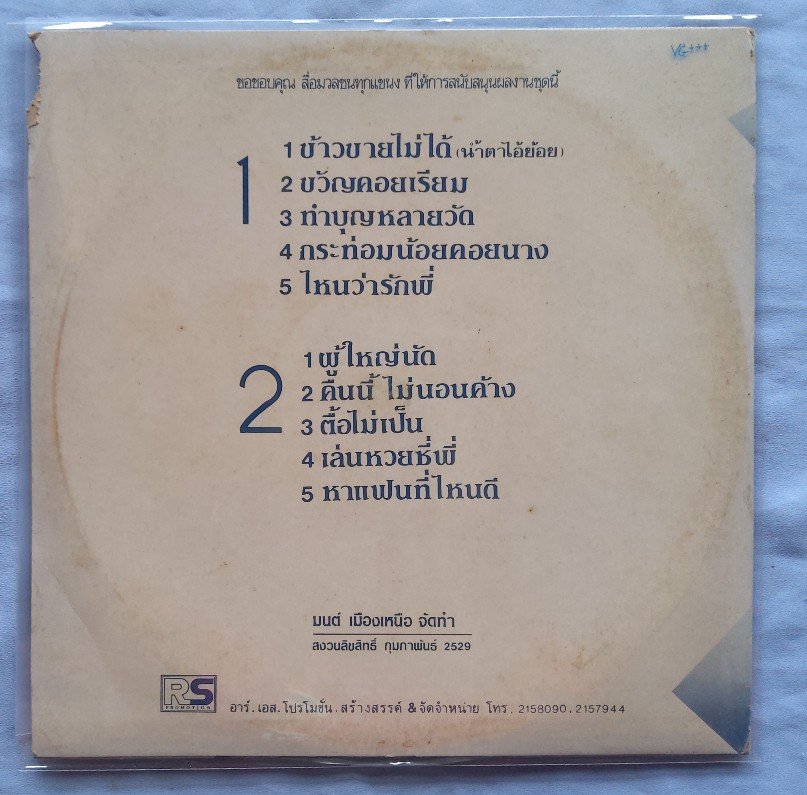 VG+++
ขอขอบคุณ สื่อมวลชนทุกแขนง ที่ให้การสนับสนุนผลงานชุดนี้
1
1 ข้าวขายไม่ได้ (น้ำตาไอ้ย้อย)
2 ขวัญคอยเรียม
3 ทำบุญหลายวัด
4 กระท่อมน้อยคอยนาง
5 ไหนว่ารักพี่
2
1 ผู้ใหญ่นัด
2 คืนนี้ ไม่นอนค้าง
3 ตื้อไม่เป็น
4 เล่นหวยซี่พี่
5 หาแฟนที่ไหนดี
มนต์ เมืองเหนือ จัดทำ
สงวนลิขสิทธิ์ กุมภาพันธ์ 2529
RS
PROMOTION
อาร์.เอส.โปรโมชั่น.สร้างสรรค์ & จัดจำหน่าย โทร. 2158090, 2157944